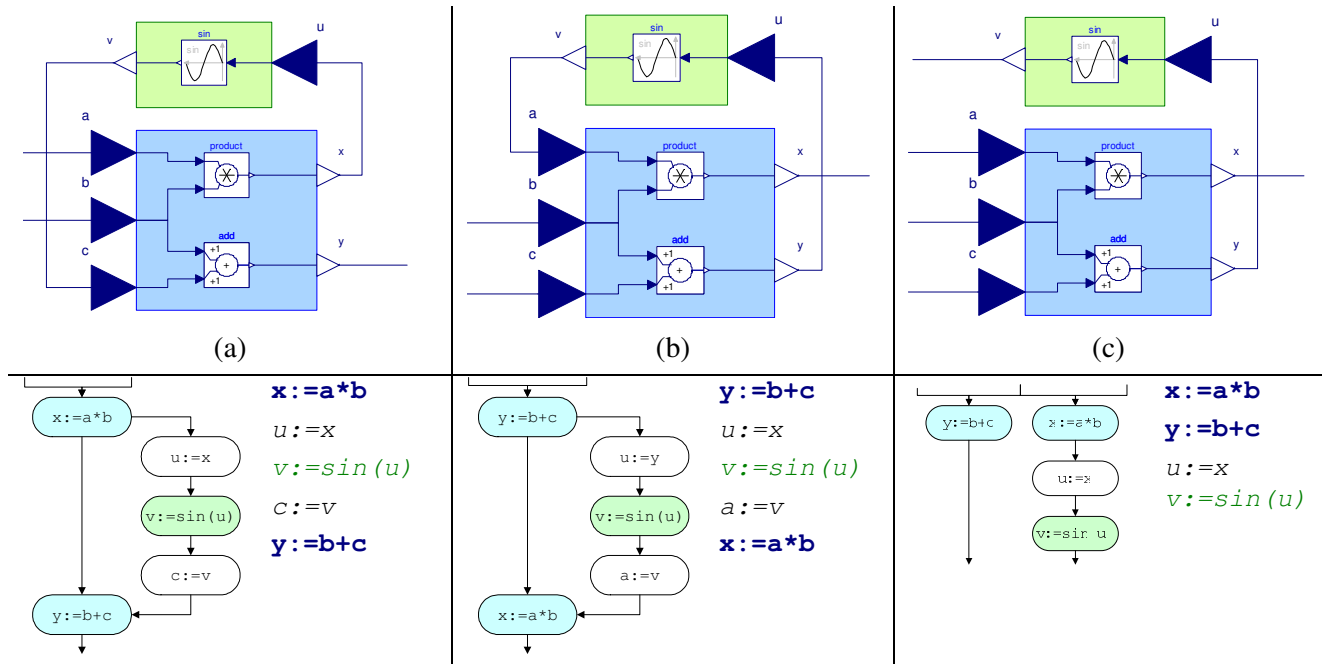 v
sin
u
sin
a
product
x
b
add
y
+1
+
+1
c
(a)
v
sin
u
sin
a
product
x
b
add
y
+1
+
+1
c
(b)
v
sin
u
sin
a
product
x
b
add
y
+1
+
+1
c
(c)
x:=a*b
u:=x
v:=sin(u)
c:=v
y:=b+c
x:=a*b
u:=x
v:=sin(u)
c:=v
y:=b+c
y:=b+c
u:=y
v:=sin(u)
a:=v
x:=a*b
y:=b+c
u:=x
v:=sin(u)
a:=v
x:=a*b
y:=b+c
x:=a*b
u:=x
v:=sin u
x:=a*b
y:=b+c
u:=x
v:=sin(u)